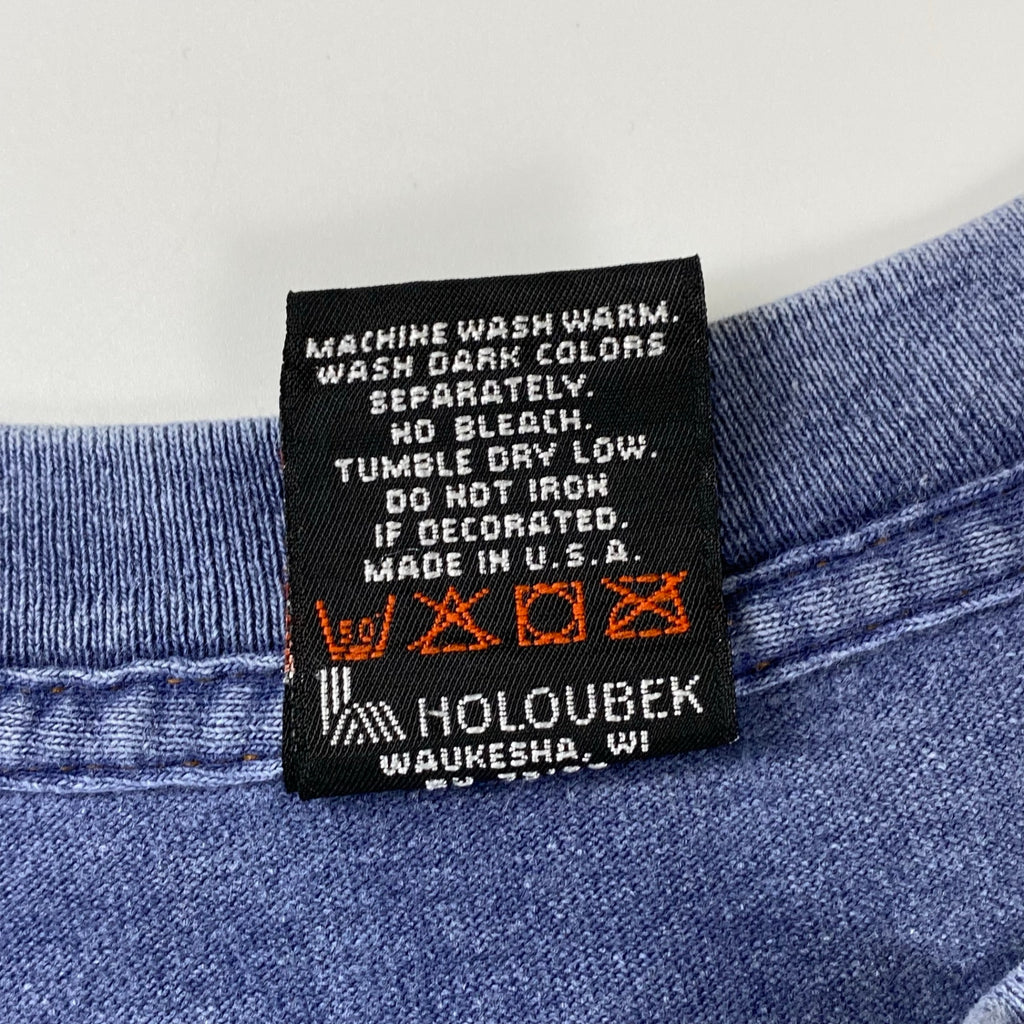 MACHINE WASH WARM.
WASH DARK COLORS
SEPARATELY.
NO BLEACH.
TUMBLE DRY LOW.
DO NOT IRON
IF DECORATED.
MADE IN U.S.A.
50
HOLOUBEK
WAUKESHA, WI